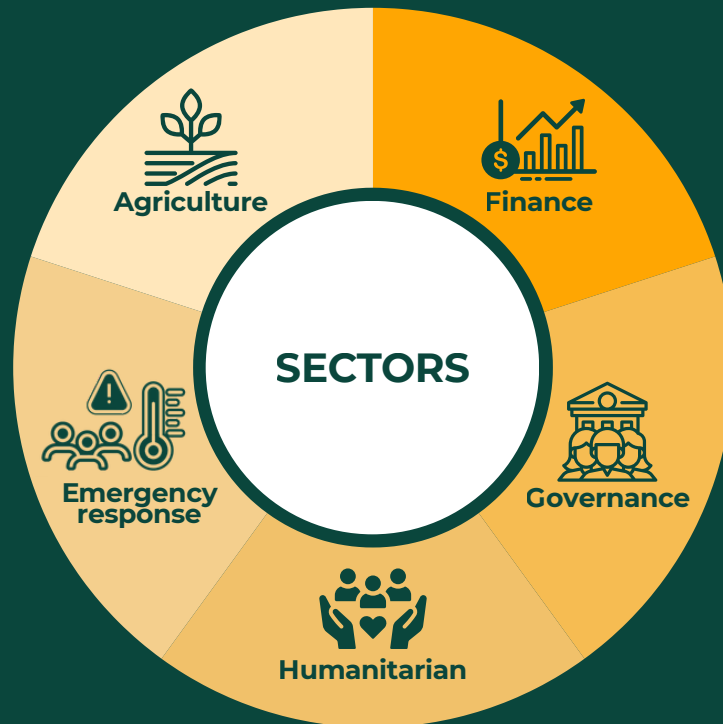 Agriculture
Finance
$
SECTORS
!
Emergency
response
Governance
Humanitarian